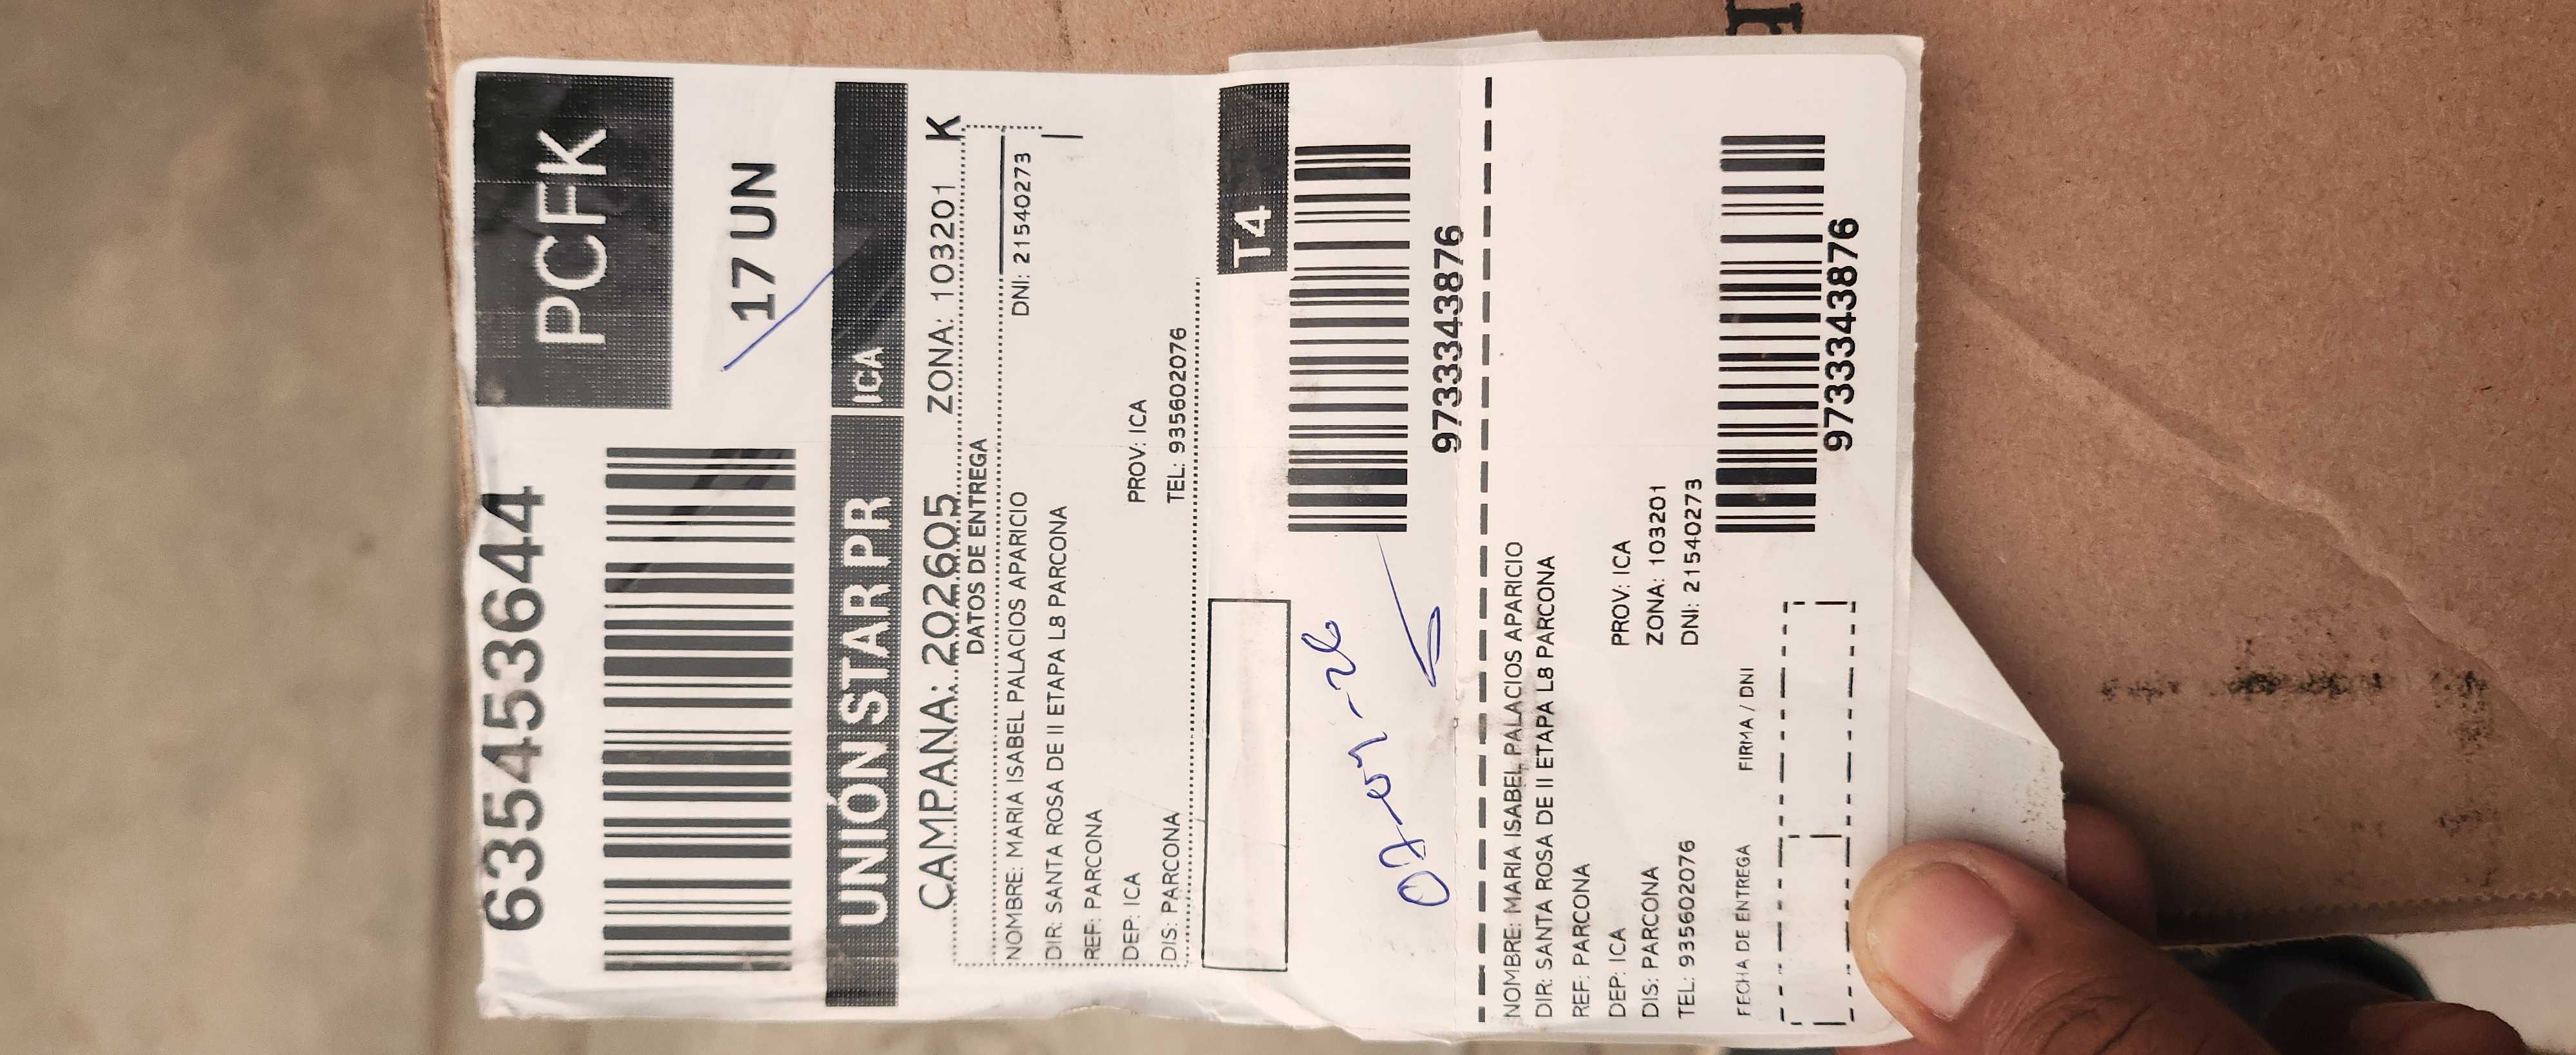 6354453644
PCFK
17 UN
UNIÓN STAR PR
ICA
CAMPAÑA: 202605 ZONA: 103201 K
DATOS DE ENTREGA
NOMBRE: MARIA ISABEL PALACIOS APARICIO DNI: 21540273
DIR: SANTA ROSA DE II ETAPA L8 PARCONA
REF: PARCONA
DEP: ICA PROV: ICA
DIS: PARCONA TEL: 935602076
T4
9733343876
NOMBRE: MARIA ISABEL PALACIOS APARICIO
DIR: SANTA ROSA DE II ETAPA L8 PARCONA
REF: PARCONA
DEP: ICA PROV: ICA
DIS: PARCONA ZONA: 103201
TEL: 935602076 DNI: 21540273
FECHA DE ENTREGA FIRMA / DNI
9733343876